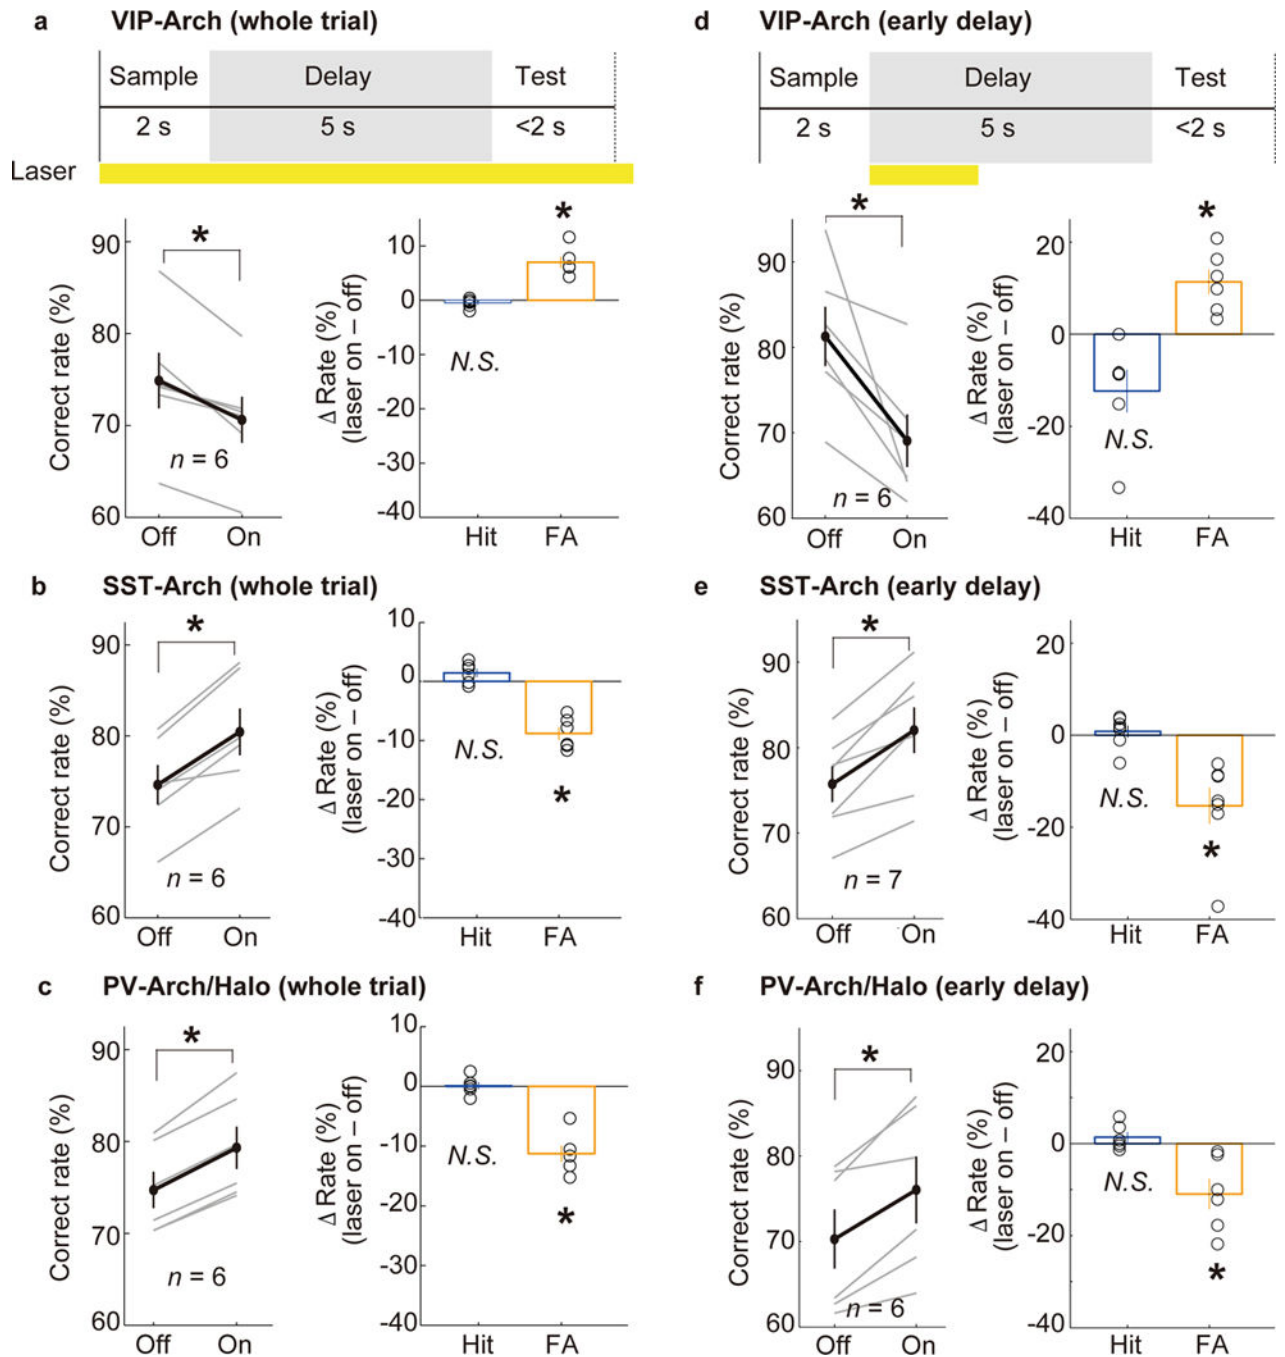 a VIP-Arch (whole trial)
Sample Delay Test
2 s 5 s <2 s
Laser
Correct rate (%)
90
80
70
60
*
n = 6
Off On
Δ Rate (%)
(laser on – off)
10
0
-10
-20
-30
-40
*
N.S.
Hit FA
d VIP-Arch (early delay)
Sample Delay Test
2 s 5 s <2 s
Correct rate (%)
90
80
70
60
*
n = 6
Off On
Δ Rate (%)
(laser on – off)
20
0
-20
-40
*
N.S.
Hit FA
b SST-Arch (whole trial)
Correct rate (%)
90
80
70
60
*
n = 6
Off On
Δ Rate (%)
(laser on – off)
10
0
-10
-20
-30
-40
N.S.
*
Hit FA
e SST-Arch (early delay)
Correct rate (%)
90
80
70
60
*
n = 7
Off On
Δ Rate (%)
(laser on – off)
20
0
-20
-40
N.S.
*
Hit FA
c PV-Arch/Halo (whole trial)
Correct rate (%)
90
80
70
60
*
n = 6
Off On
Δ Rate (%)
(laser on – off)
10
0
-10
-20
-30
-40
N.S.
*
Hit FA
f PV-Arch/Halo (early delay)
Correct rate (%)
90
80
70
60
*
n = 6
Off On
Δ Rate (%)
(laser on – off)
20
0
-20
-40
N.S.
*
Hit FA